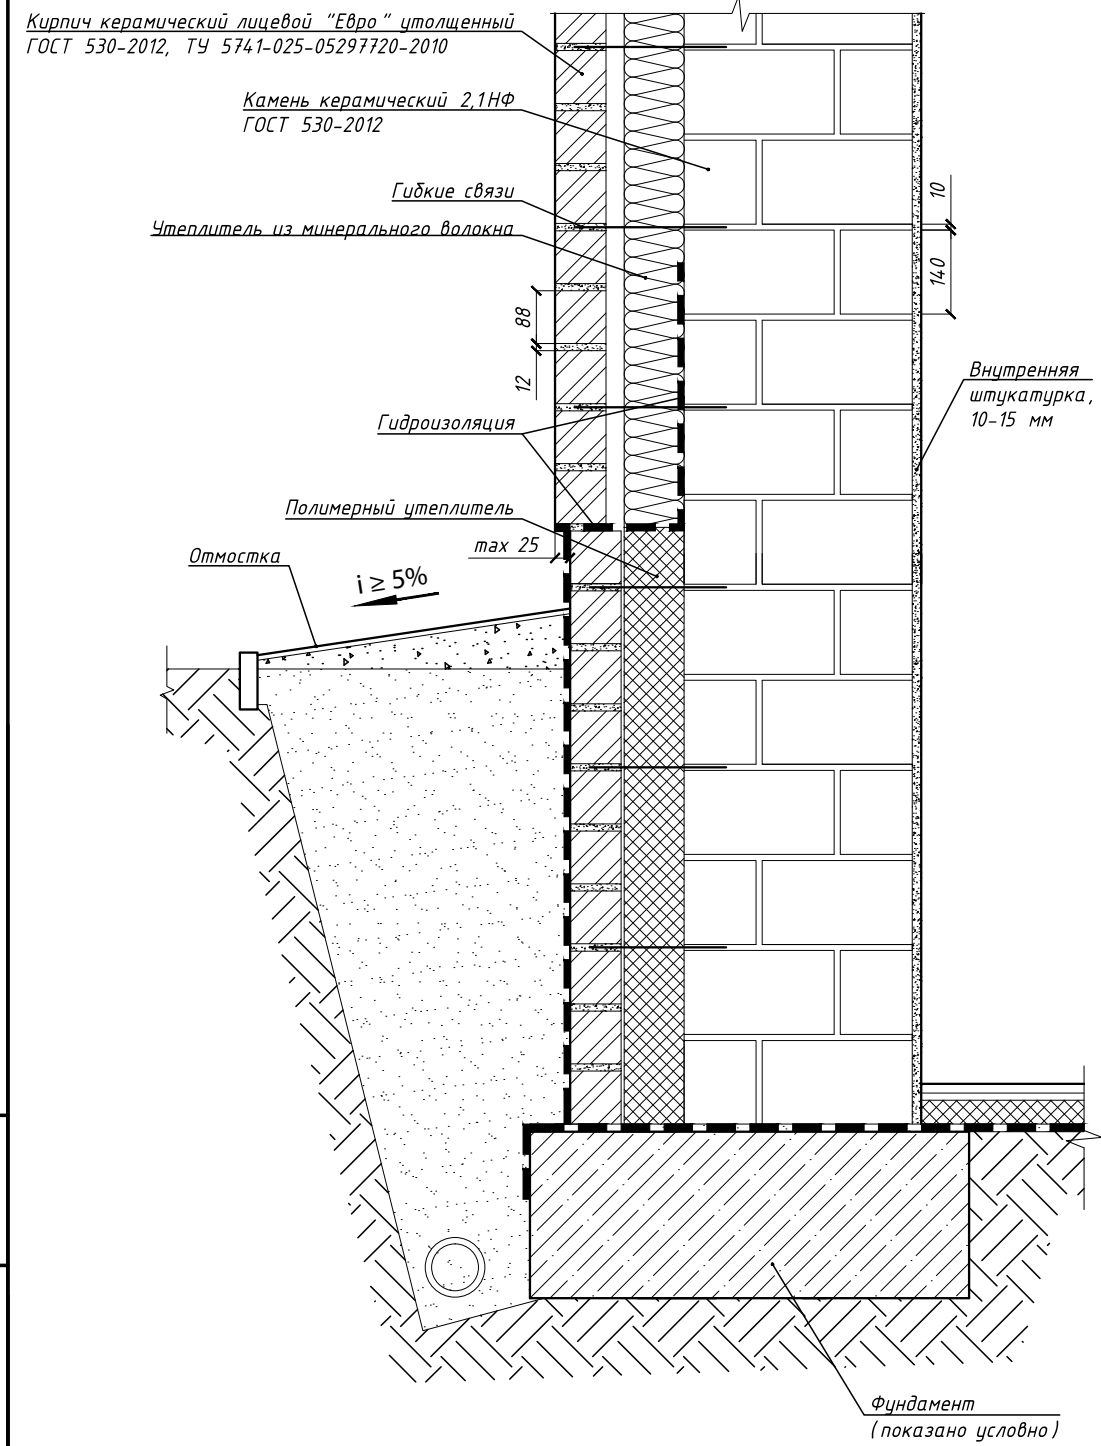 Кирпич керамический лицевой "Евро" утолщенный
ГОСТ 530-2012, ТУ 5741-025-05297720-2010
Камень керамический 2,1НФ
ГОСТ 530-2012
Гибкие связи
Утеплитель из минерального волокна
10
140
88
12
Внутренняя
штукатурка,
10-15 мм
Гидроизоляция
Полимерный утеплитель
max 25
Отмостка
i ≥ 5%
Фундамент
(показано условно)